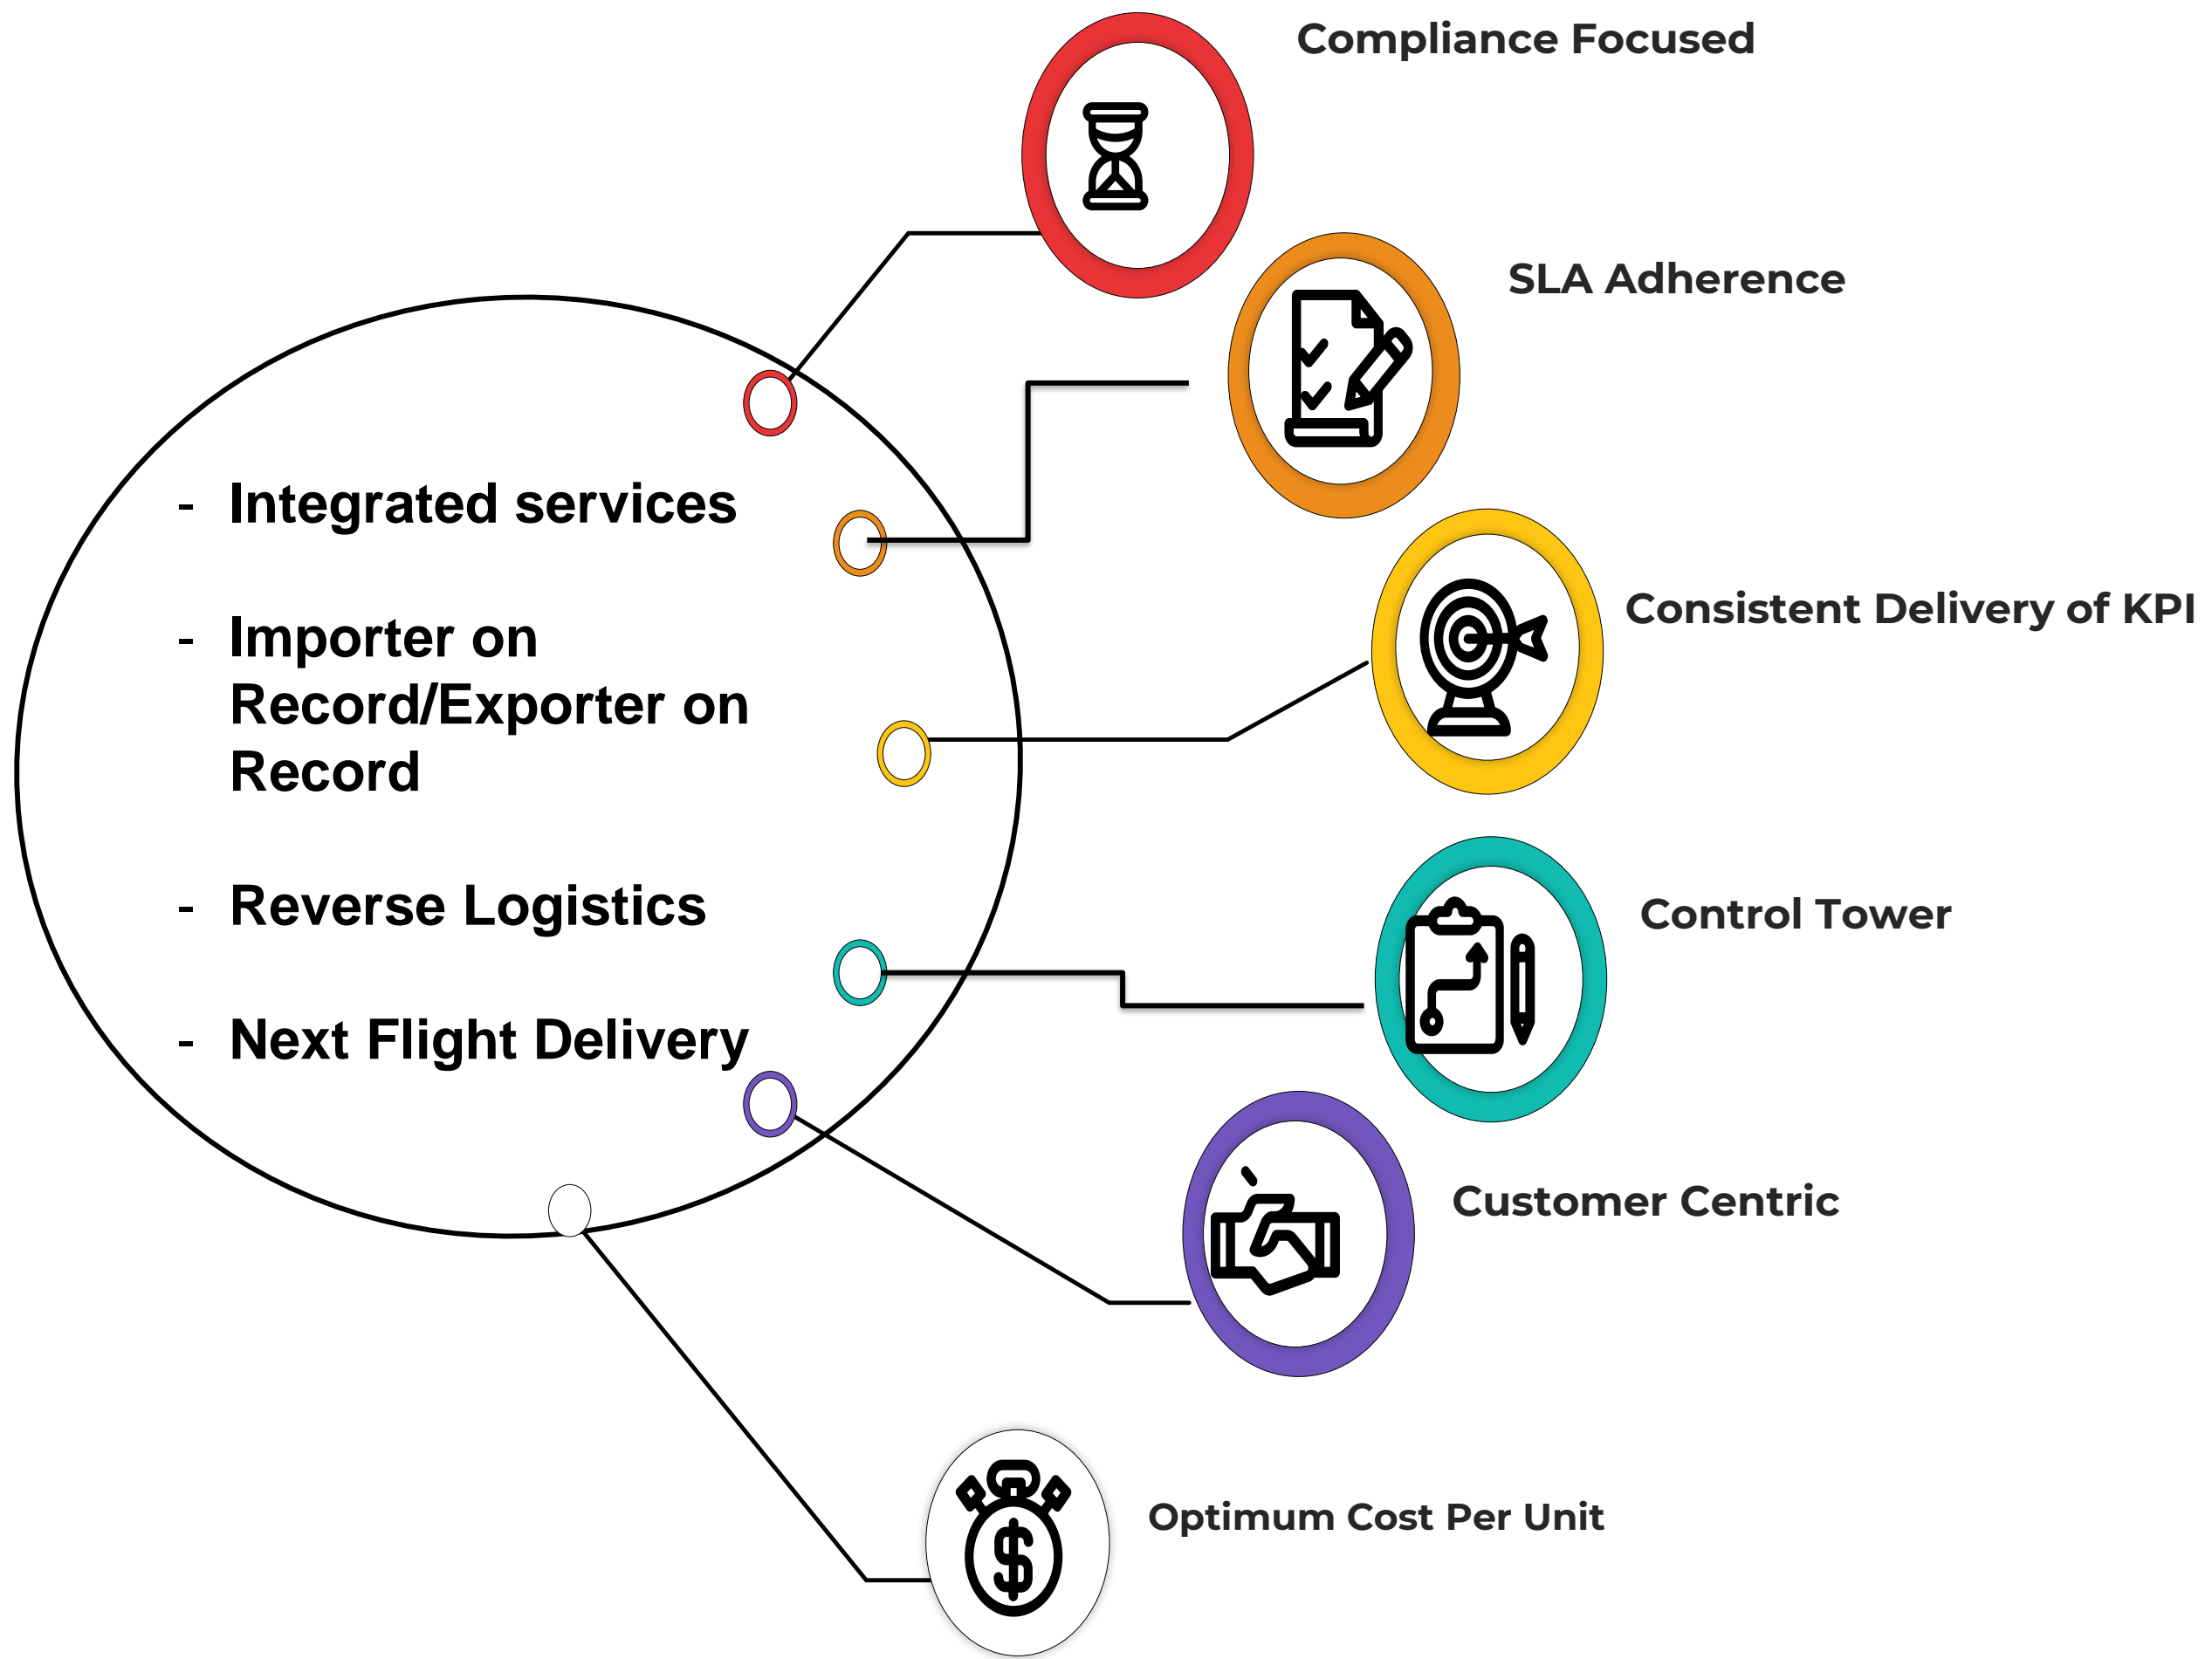 Compliance Focused
SLA Adherence
- Integrated services
- Importer on
Record/Exporter on
Record
- Reverse Logistics
- Next Flight Delivery
Consistent Delivery of KPI
Control Tower
Customer Centric
Optimum Cost Per Unit